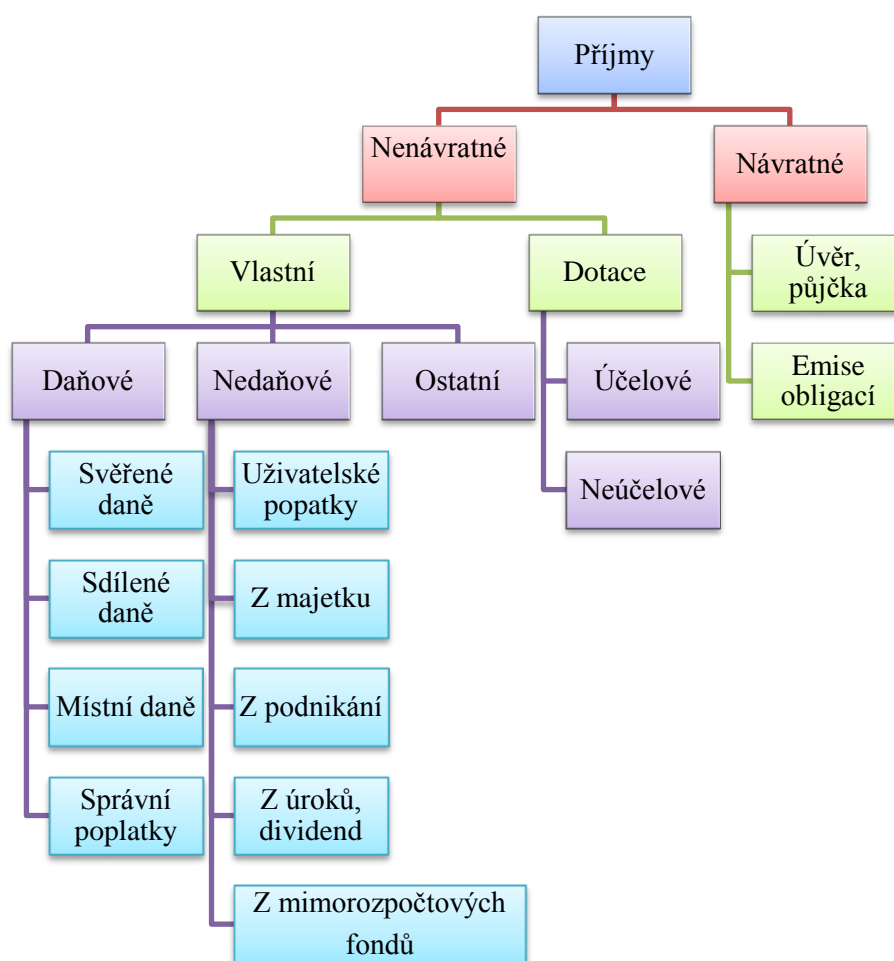 Příjmy
Nenávratné
Návratné
Vlastní
Dotace
Úvěr,
půjčka
Daňové
Nedaňové
Ostatní
Účelové
Emise
obligací
Svěřené
daně
Uživatelské
popatky
Neúčelové
Sdílené
daně
Z majetku
Místní daně
Z podnikání
Správní
poplatky
Z úroků,
dividend
Z mimorozpočtových
fondů